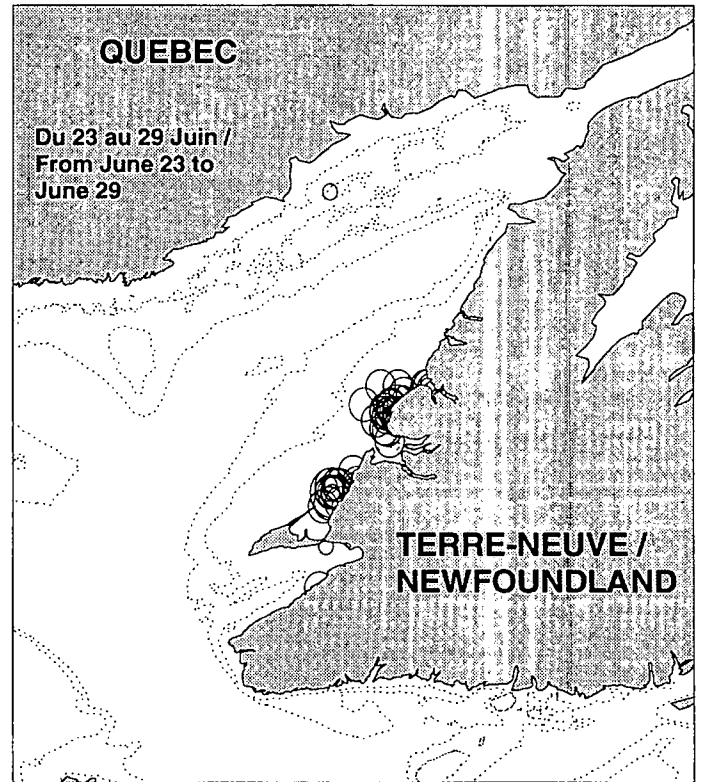 QUEBEC
Du 23 au 29 Juin /
From June 23 to
June 29
TERRE-NEUVE /
NEWFOUNDLAND